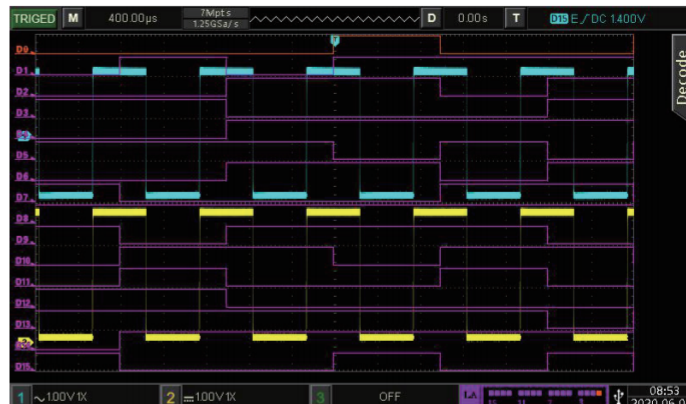 TRIGED M 400.00μs 7Mpts D 0.00s T D15 E DC 1.400V
1.25GSa/s
Decode
D0
D1
D2
D3
D5
D6
D7
D8
D9
D10
D11
D12
D13
D15
1 1.00V 1X 2 1.00V 1X 3 OFF LA 08:53